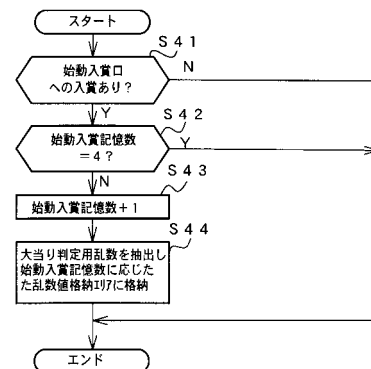 スタート
S41
始動入賞口
への入賞あり?
N
Y
S42
始動入賞記憶数
=4?
Y
N
S43
始動入賞記憶数+1
S44
大当り判定用乱数を抽出し
始動入賞記憶数に応じた
た乱数値格納エリアに格納
エンド